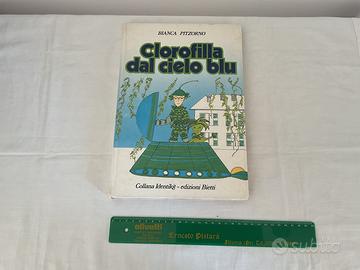 BIANCA PITZORNO
Clorofilla
dal cielo blu
Collana Identikit - edizioni Bietti
olivetti
Ernesto Pistarà
subito